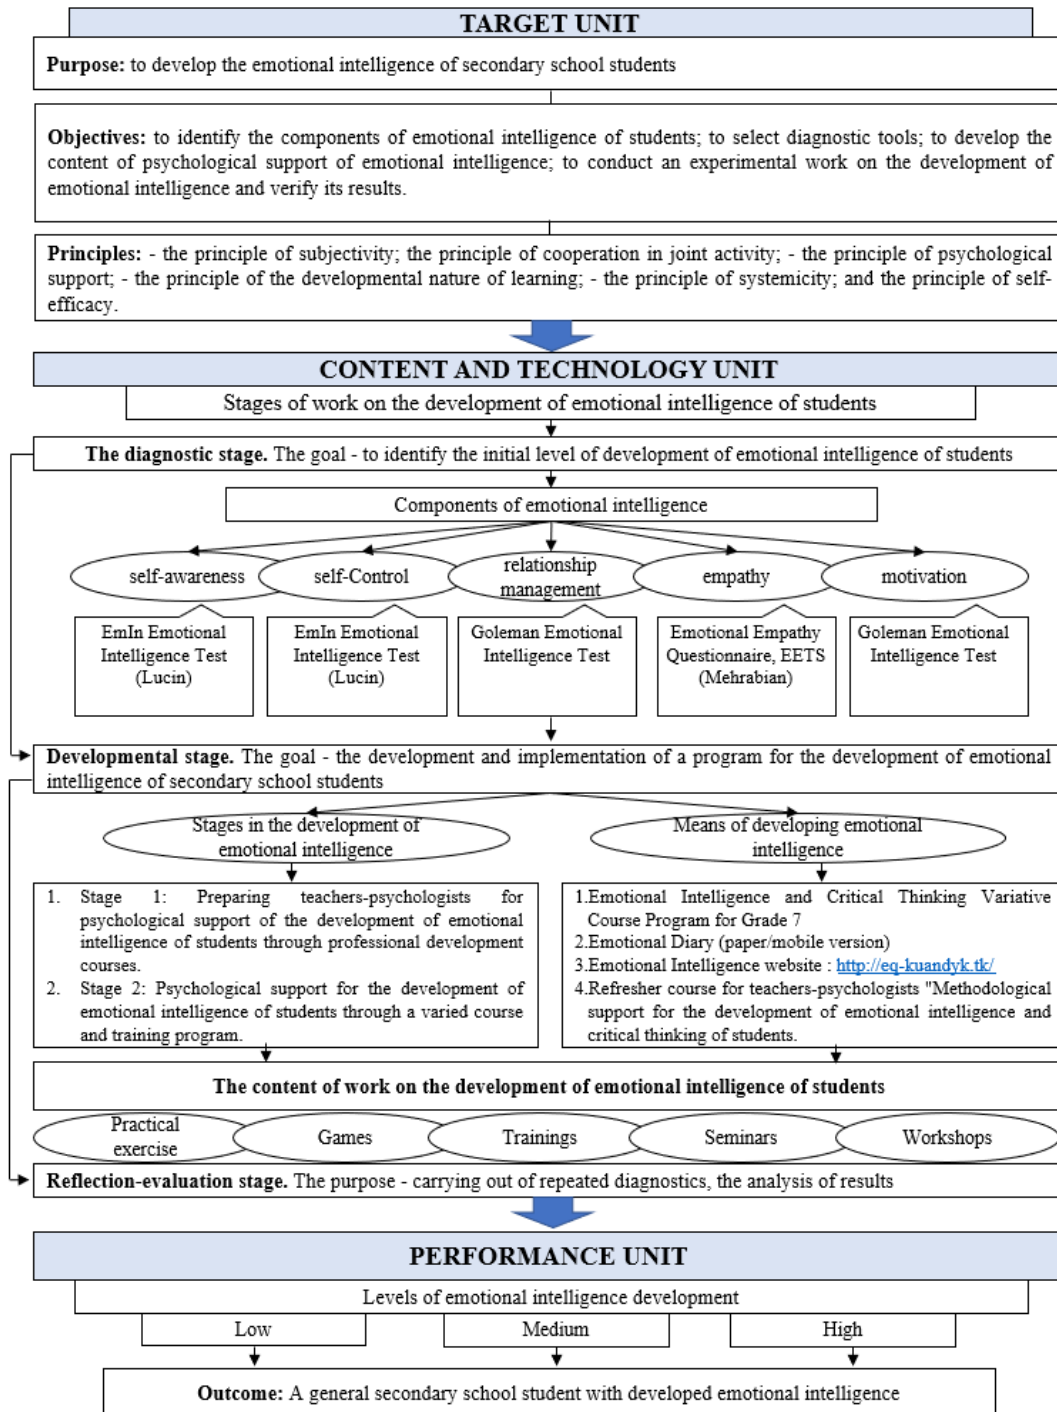 TARGET UNIT
Purpose: to develop the emotional intelligence of secondary school students
Objectives: to identify the components of emotional intelligence of students; to select diagnostic tools; to develop the
content of psychological support of emotional intelligence; to conduct an experimental work on the development of
emotional intelligence and verify its results.
Principles: - the principle of subjectivity; the principle of cooperation in joint activity; - the principle of psychological
support; - the principle of the developmental nature of learning; - the principle of systemicity; and the principle of self-
efficacy.
CONTENT AND TECHNOLOGY UNIT
Stages of work on the development of emotional intelligence of students
The diagnostic stage. The goal - to identify the initial level of development of emotional intelligence of students
Components of emotional intelligence
self-awareness
self-Control
relationship
management
empathy
motivation
EmIn Emotional
Intelligence Test
(Lucin)
EmIn Emotional
Intelligence Test
(Lucin)
Goleman Emotional
Intelligence Test
Emotional Empathy
Questionnaire, EETS
(Mehrabian)
Goleman Emotional
Intelligence Test
Developmental stage. The goal - the development and implementation of a program for the development of emotional
intelligence of secondary school students
Stages in the development of
emotional intelligence
Means of developing emotional
intelligence
1. Stage 1: Preparing teachers-psychologists for
psychological support of the development of emotional
intelligence of students through professional development
courses.
2. Stage 2: Psychological support for the development of
emotional intelligence of students through a varied course
and training program.
1.Emotional Intelligence and Critical Thinking Variative
Course Program for Grade 7
2.Emotional Diary (paper/mobile version)
3.Emotional Intelligence website : http://eq-kuandyk.tk/
4.Refresher course for teachers-psychologists "Methodological
support for the development of emotional intelligence and
critical thinking of students.
The content of work on the development of emotional intelligence of students
Practical
exercise
Games
Trainings
Seminars
Workshops
Reflection-evaluation stage. The purpose - carrying out of repeated diagnostics, the analysis of results
PERFORMANCE UNIT
Levels of emotional intelligence development
Low
Medium
High
Outcome: A general secondary school student with developed emotional intelligence